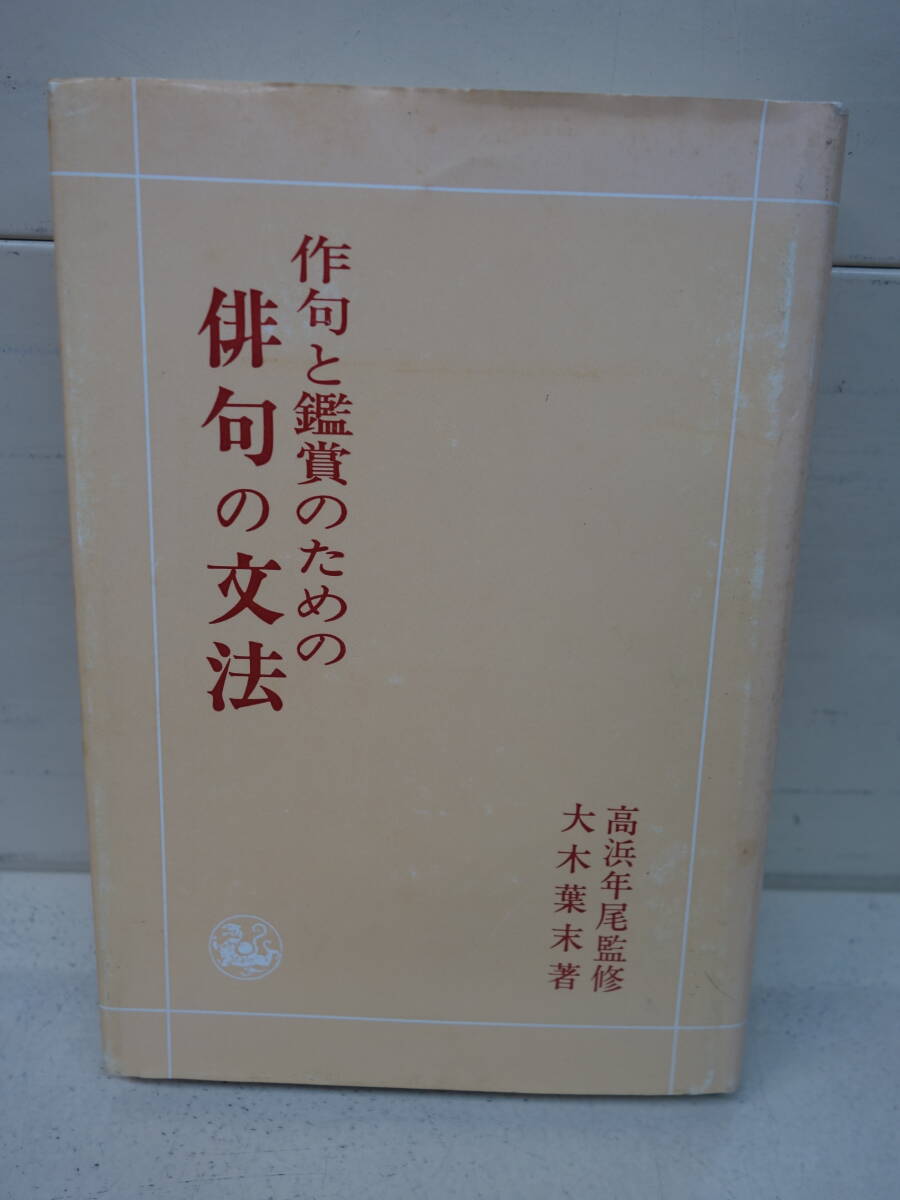 作句と鑑賞のための
俳句の文法
高浜年尾監修
大木葉末著